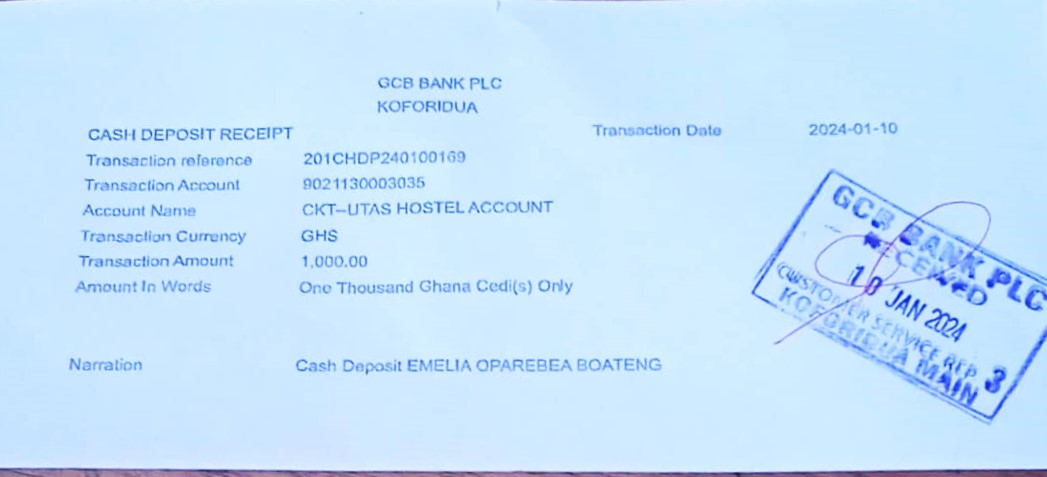 GCB BANK PLC
KOFORIDUA
CASH DEPOSIT RECEIPT Transaction Date 2024-01-10
Transaction reference 201CHDP240100169
Transaction Account 9021130003035
Account Name CKT-UTAS HOSTEL ACCOUNT
Transaction Currency GHS
Transaction Amount 1,000.00
Amount In Words One Thousand Ghana Cedi(s) Only
Narration Cash Deposit EMELIA OPAREBEA BOATENG
GCB BANK PLC
RECEIVED
10 JAN 2024
CUSTOMER SERVICE REP 3
KOFORIDUA MAIN